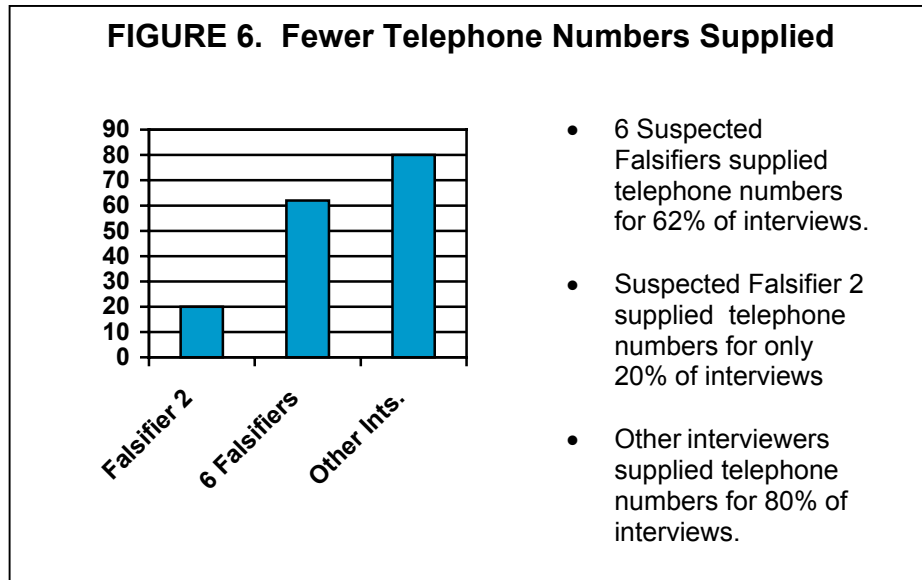 FIGURE 6.  Fewer Telephone Numbers Supplied
90
80
70
60
50
40
30
20
10
0
Falsifier 2
6 Falsifiers
Other Ints.
• 6 Suspected
Falsifiers supplied
telephone numbers
for 62% of interviews.
• Suspected Falsifier 2
supplied  telephone
numbers for only
20% of interviews
• Other interviewers
supplied telephone
numbers for 80% of
interviews.